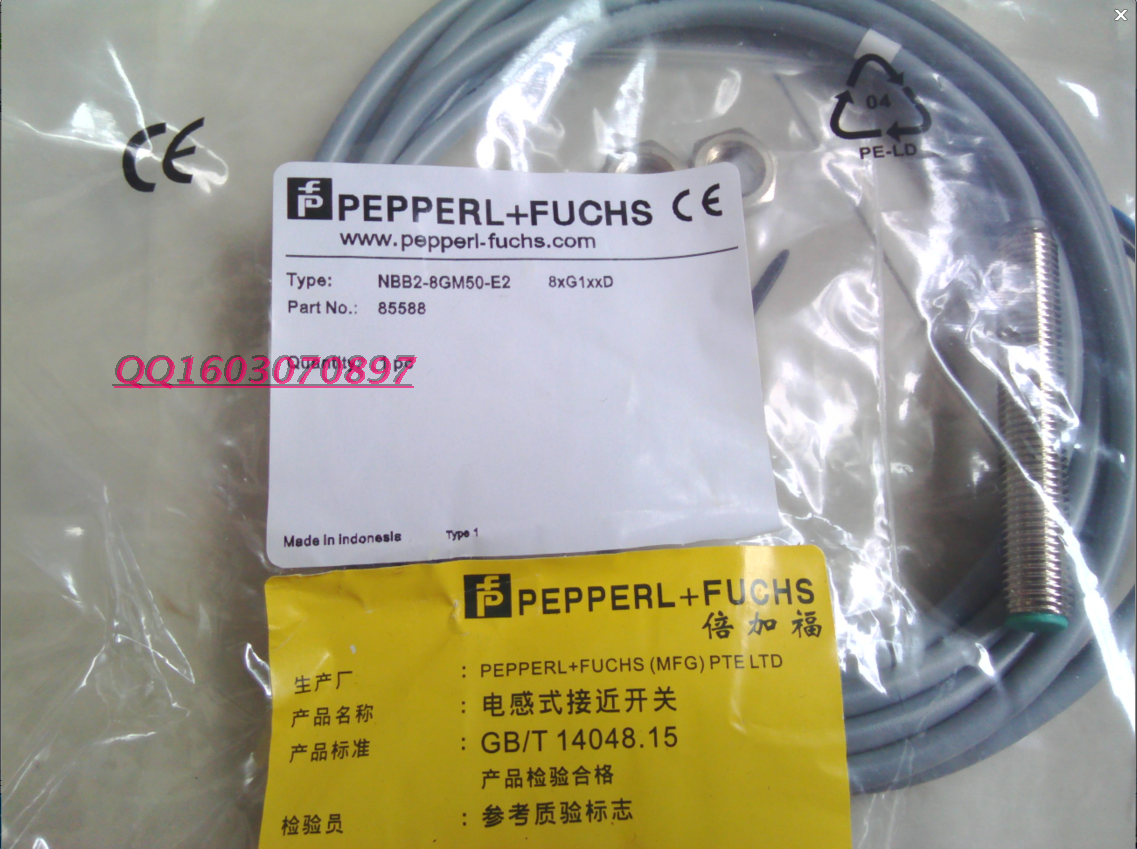 CE
04
PE-LD
PEPPERL+FUCHS CE
www.pepperl-fuchs.com
Type: NBB2-8GM50-E2 8xG1xxD
Part No.: 85588
Quantity: 1 pc
QQ1603070897
Made in Indonesia Type 1
PEPPERL+FUCHS
倍加福
生产厂 : PEPPERL+FUCHS (MFG) PTE LTD
产品名称 : 电感式接近开关
产品标准 : GB/T 14048.15
产品检验合格
检验员 : 参考质验标志